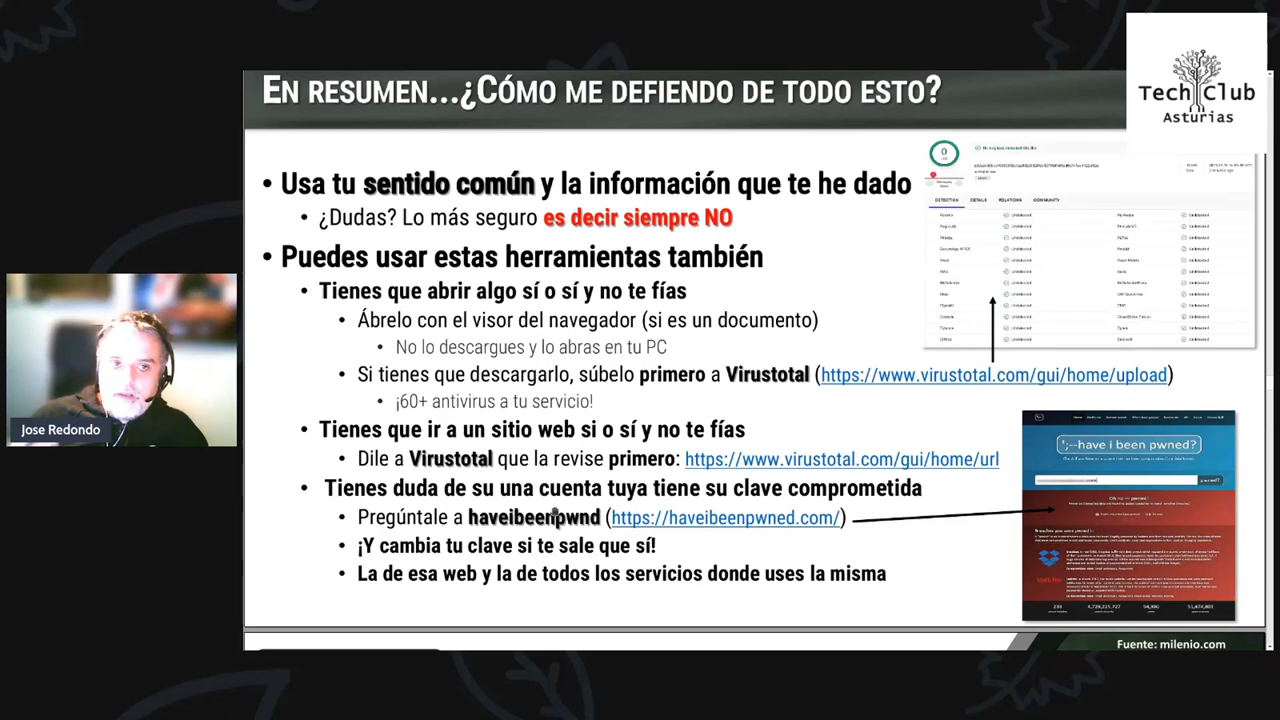 EN RESUMEN...¿CÓMO ME DEFIENDO DE TODO ESTO?
Tech Club
Asturias
• Usa tu sentido común y la información que te he dado
• ¿Dudas? Lo más seguro es decir siempre NO
• Puedes usar estas herramientas también
• Tienes que abrir algo sí o sí y no te fías
• Ábrelo con el visor del navegador (si es un documento)
• No lo descargues y lo abras en tu PC
• Si tienes que descargarlo, súbelo primero a Virustotal (https://www.virustotal.com/gui/home/upload)
• ¡60+ antivirus a tu servicio!
• Tienes que ir a un sitio web si o sí y no te fías
• Dila a Virustotal que la revise primero: https://www.virustotal.com/gui/home/url
• Tienes duda de su una cuenta tuya tiene su clave comprometida
• Pregúntale a haveibeenpwnd (https://haveibeenpwned.com/)
• ¡Y cambia tu clave si te sale que sí!
• La de esa web y la de todos los servicios donde uses la misma
Jose Redondo
0
DETECTION DETAILS RELATIONS COMMUNITY
';--have i been pwned?
pwned?
Fuente: milenio.com